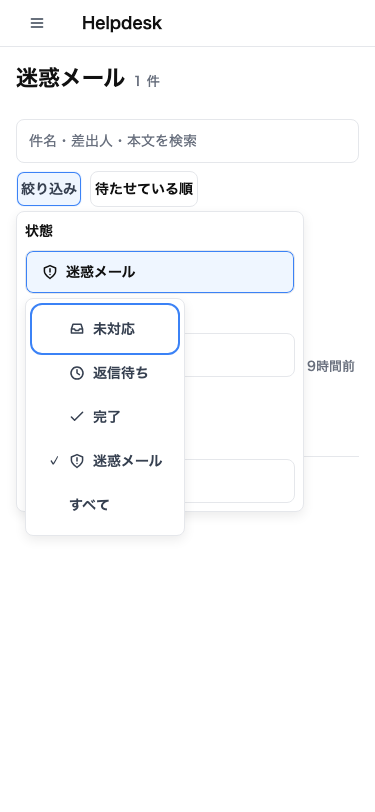 Helpdesk
迷惑メール 1 件
件名・差出人・本文を検索
絞り込み 待たせている順
状態
迷惑メール
未対応
9時間前
返信待ち
完了
✓ 迷惑メール
すべて